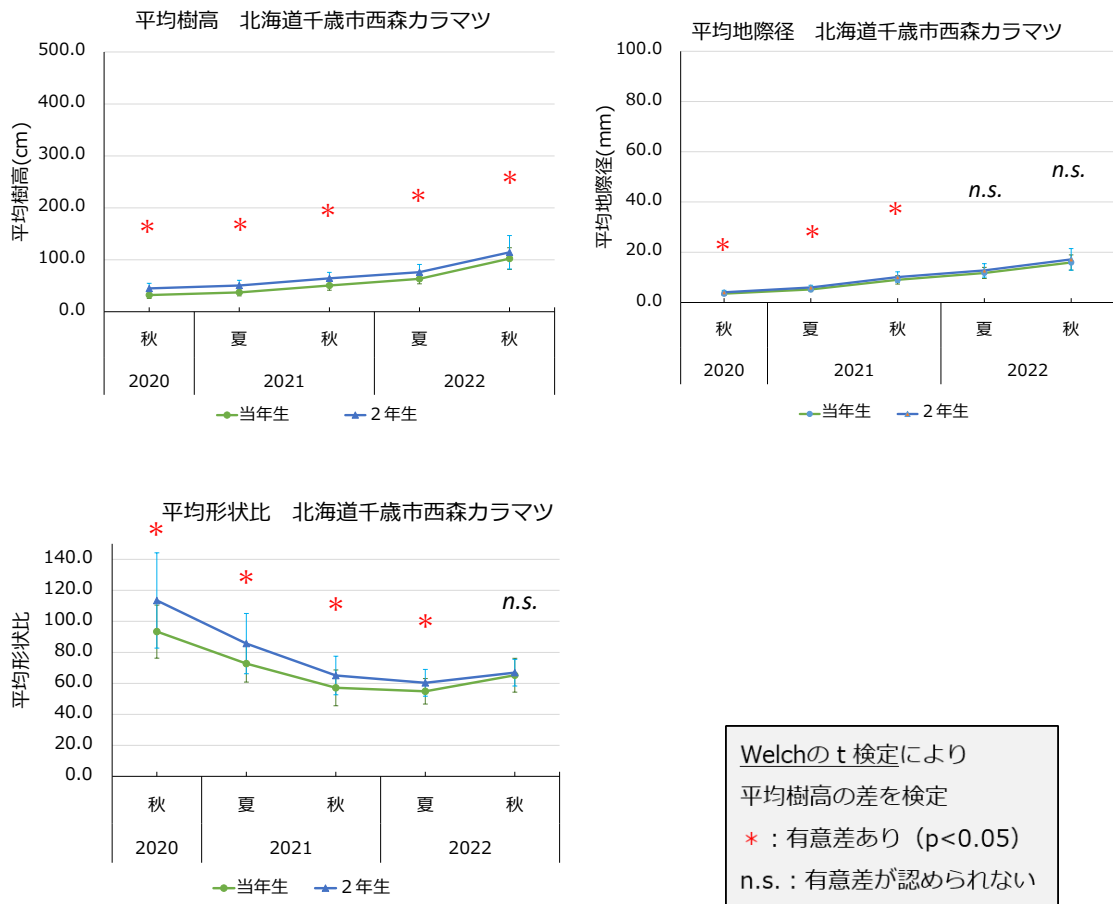 平均樹高　北海道千歳市西森カラマツ
500.0
400.0
300.0
200.0
100.0
0.0
平均樹高(cm)
* * * * *
秋 夏 秋 夏 秋
2020 2021 2022
当年生 2年生
平均地際径　北海道千歳市西森カラマツ
100.0
80.0
60.0
40.0
20.0
0.0
平均地際径(mm)
* * * n.s. n.s.
秋 夏 秋 夏 秋
2020 2021 2022
当年生 2年生
平均形状比　北海道千歳市西森カラマツ
140.0
120.0
100.0
80.0
60.0
40.0
20.0
0.0
平均形状比
* * * * n.s.
秋 夏 秋 夏 秋
2020 2021 2022
当年生 2年生
Welchのt検定により
平均樹高の差を検定
*：有意差あり（p<0.05）
n.s.：有意差が認められない